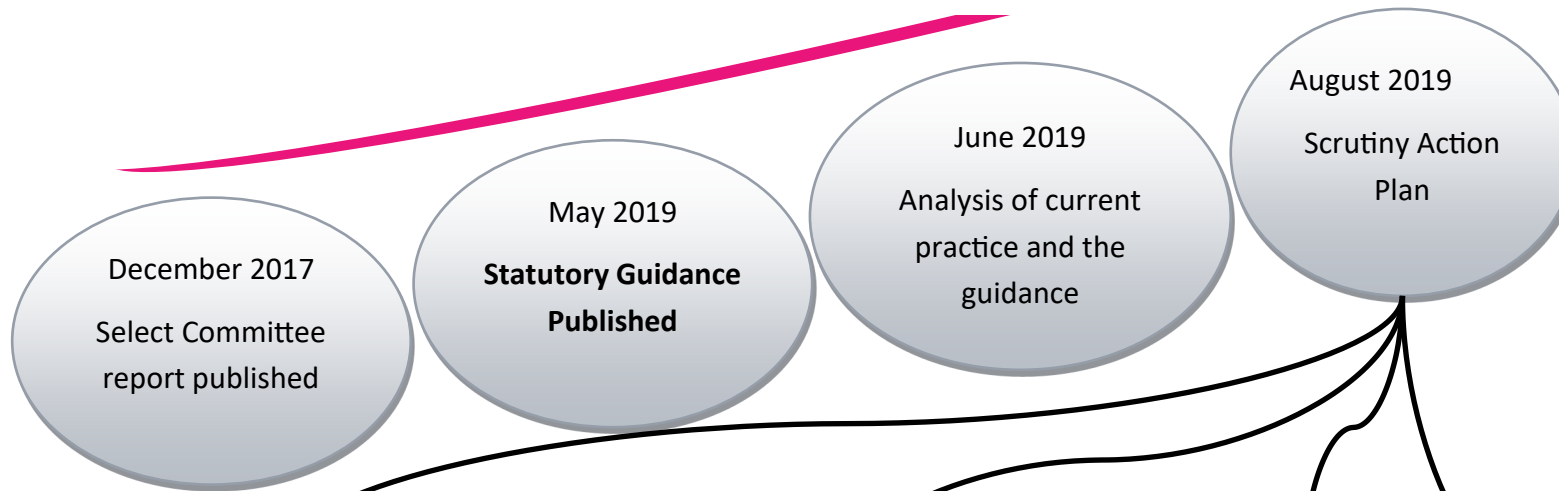 December 2017
Select Committee
report published
May 2019
Statutory Guidance
Published
June 2019
Analysis of current
practice and the
guidance
August 2019
Scrutiny Action
Plan